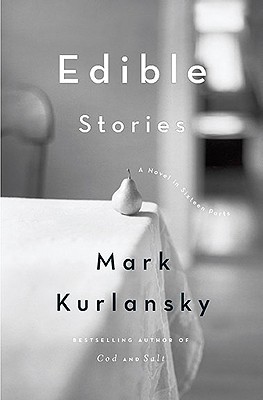 Edible
Stories
A Novel in Sixteen Parts
Mark
Kurlansky
BESTSELLING AUTHOR OF
Cod AND Salt